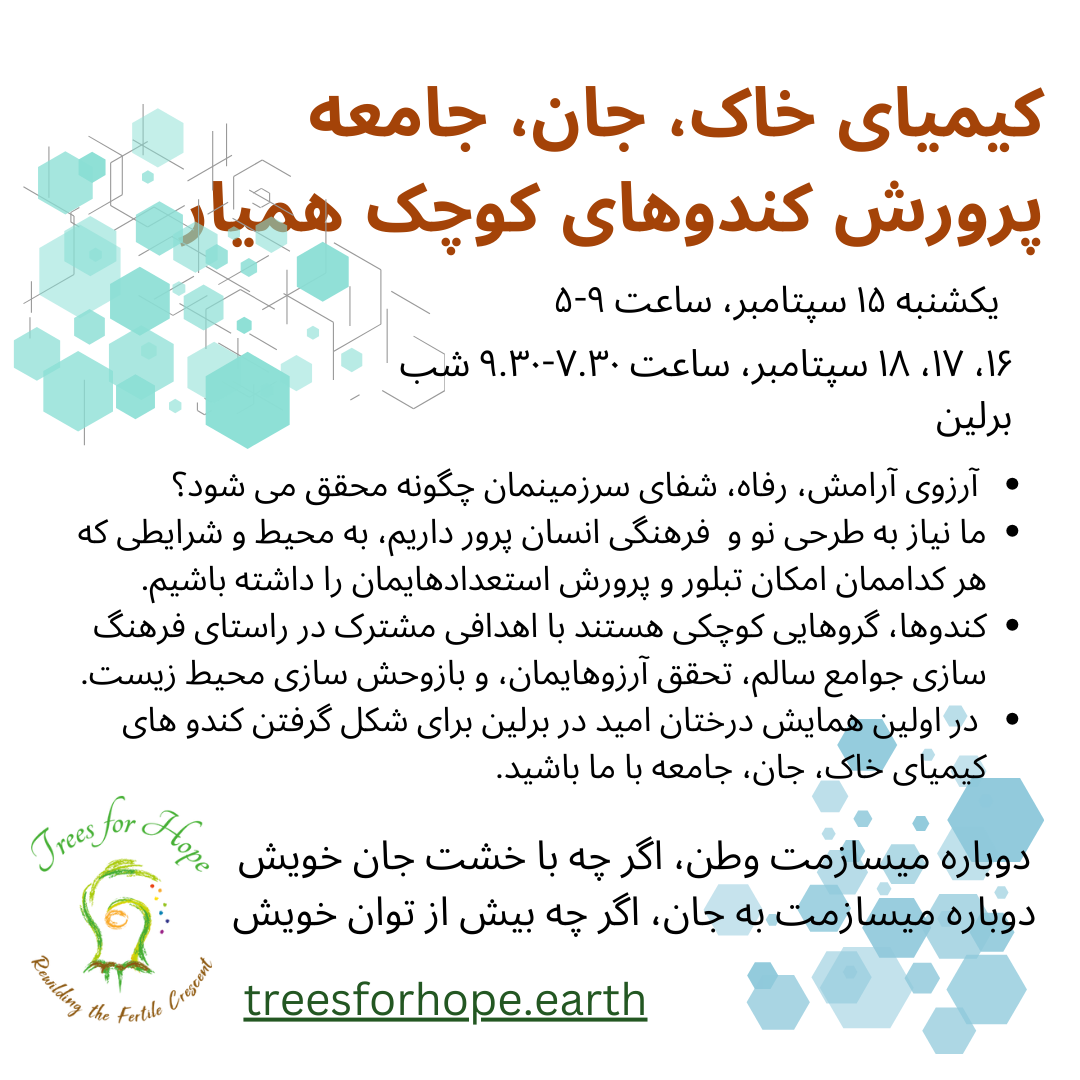 کیمیای خاک، جان، جامعه
پرورش کندوهای کوچک همیار
یکشنبه ۱۵ سپتامبر، ساعت ۹-۵
۱۶، ۱۷، ۱۸ سپتامبر، ساعت ۷.۳۰-۹.۳۰ شب
برلین
• آرزوی آرامش، رفاه، شفای سرزمینمان چگونه محقق می شود؟
• ما نیاز به طرحی نو و فرهنگی انسان پرور داریم، به محیط و شرایطی که
هر کداممان امکان تبلور و پرورش استعدادهایمان را داشته باشیم.
• کندوها، گروهایی کوچکی هستند با اهدافی مشترک در راستای فرهنگ
سازی جوامع سالم، تحقق آرزوهایمان، و بازوحش سازی محیط زیست.
• در اولین همایش درختان امید در برلین برای شکل گرفتن کندو های
کیمیای خاک، جان، جامعه با ما باشید.
دوباره میسازمت وطن، اگر چه با خشت جان خویش
دوباره میسازمت به جان، اگر چه بیش از توان خویش
Trees for Hope
Rewilding the Fertile Crescent
treesforhope.earth